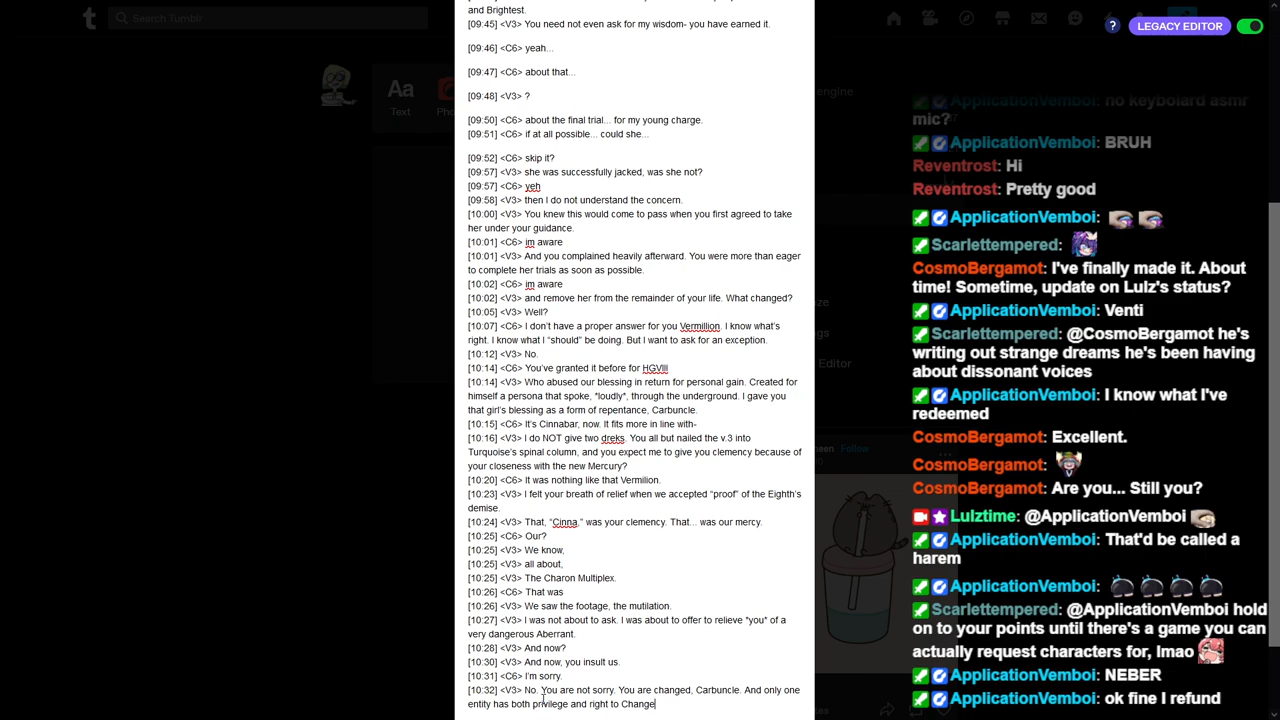 Search Tumblr
LEGACY EDITOR
Aa
Text
and Brightest.
[09:45] <V3> You need not even ask for my wisdom- you have earned it.
[09:46] <C6> yeah...
[09:47] <C6> about that...
[09:48] <V3> ?
[09:50] <C6> about the final trial... for my young charge.
[09:51] <C6> if at all possible... could she...
[09:52] <C6> skip it?
[09:57] <V3> she was successfully jacked, was she not?
[09:57] <C6> yeh
[09:58] <V3> then I do not understand the concern.
[10:00] <V3> You knew this would come to pass when you first agreed to take
her under your guidance.
[10:01] <C6> im aware
[10:01] <V3> And you complained heavily afterward. You were more than eager
to complete her trials as soon as possible.
[10:02] <C6> im aware
[10:02] <V3> and remove her from the remainder of your life. What changed?
[10:05] <V3> Well?
[10:07] <C6> I don't have a proper answer for you Vermillion. I know what's
right. I know what I “should” be doing. But I want to ask for an exception.
[10:12] <V3> No.
[10:14] <C6> You've granted it before for HGVIII
[10:14] <V3> Who abused our blessing in return for personal gain. Created for
himself a persona that spoke, *loudly*, through the underground. I gave you
that girl's blessing as a form of repentance, Carbuncle.
[10:15] <C6> It's Cinnabar, now. It fits more in line with-
[10:16] <V3> I do NOT give two dreks. You all but nailed the v.3 into
Turquoise's spinal column, and you expect me to give you clemency because of
your closeness with the new Mercury?
[10:20] <C6> It was nothing like that Vermilion.
[10:23] <V3> I felt your breath of relief when we accepted “proof” of the Eighth's
demise.
[10:24] <V3> That, “Cinna,” was your clemency. That... was our mercy.
[10:25] <C6> Our?
[10:25] <V3> We know,
[10:25] <V3> all about,
[10:25] <V3> The Charon Multiplex.
[10:26] <C6> That was
[10:26] <V3> We saw the footage, the mutilation.
[10:27] <V3> I was not about to ask. I was about to offer to relieve *you* of a
very dangerous Aberrant.
[10:28] <V3> And now?
[10:30] <V3> And now, you insult us.
[10:31] <C6> I'm sorry.
[10:32] <V3> No. You are not sorry. You are changed, Carbuncle. And only one
entity has both privilege and right to Change
engine
Editor
Follow
ApplicationVemboi: no keyboard asmr
mic?
ApplicationVemboi: BRUH
Reventrost: Hi
Reventrost: Pretty good
ApplicationVemboi:
Scarlettempered:
CosmoBergamot: I've finally made it. About
time! Sometime, update on Lulz's status?
ApplicationVemboi: Venti
Scarlettempered: @CosmoBergamot he's
writing out strange dreams he's been having
about dissonant voices
ApplicationVemboi: I know what I've
redeemed
CosmoBergamot: Excellent.
CosmoBergamot:
CosmoBergamot: Are you... Still you?
Lulztime: @ApplicationVemboi
ApplicationVemboi: That'd be called a
harem
ApplicationVemboi:
Scarlettempered: @ApplicationVemboi hold
on to your points until there's a game you can
actually request characters for, lmao
ApplicationVemboi: NEBER
ApplicationVemboi: ok fine I refund